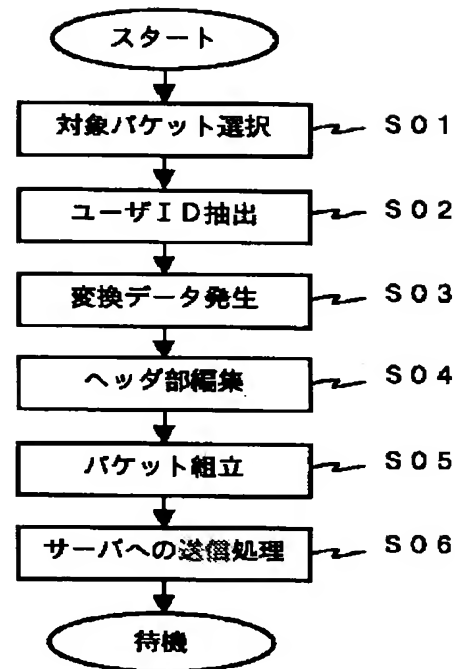 スタート
対象パケット選択 S01
ユーザID抽出 S02
変換データ発生 S03
ヘッダ部編集 S04
パケット組立 S05
サーバへの送信処理 S06
待機